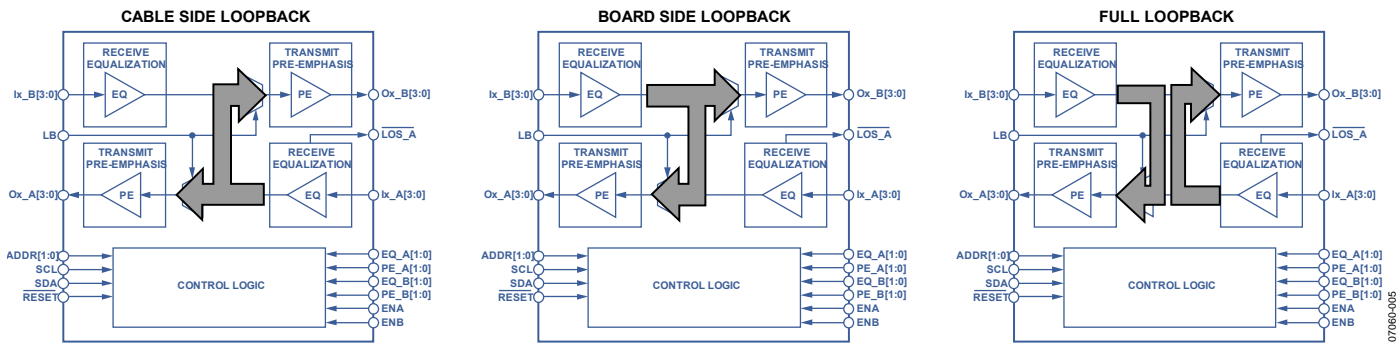 CABLE SIDE LOOPBACK
RECEIVE
EQUALIZATION
TRANSMIT
PRE-EMPHASIS
Ix_B[3:0]
EQ
PE
Ox_B[3:0]
LB
LOS_A
TRANSMIT
PRE-EMPHASIS
RECEIVE
EQUALIZATION
Ox_A[3:0]
PE
EQ
Ix_A[3:0]
ADDR[1:0]
SCL
SDA
RESET
CONTROL LOGIC
EQ_A[1:0]
PE_A[1:0]
EQ_B[1:0]
PE_B[1:0]
ENA
ENB
BOARD SIDE LOOPBACK
RECEIVE
EQUALIZATION
TRANSMIT
PRE-EMPHASIS
Ix_B[3:0]
EQ
PE
Ox_B[3:0]
LB
LOS_A
TRANSMIT
PRE-EMPHASIS
RECEIVE
EQUALIZATION
Ox_A[3:0]
PE
EQ
Ix_A[3:0]
ADDR[1:0]
SCL
SDA
RESET
CONTROL LOGIC
EQ_A[1:0]
PE_A[1:0]
EQ_B[1:0]
PE_B[1:0]
ENA
ENB
FULL LOOPBACK
RECEIVE
EQUALIZATION
TRANSMIT
PRE-EMPHASIS
Ix_B[3:0]
EQ
PE
Ox_B[3:0]
LB
LOS_A
TRANSMIT
PRE-EMPHASIS
RECEIVE
EQUALIZATION
Ox_A[3:0]
PE
EQ
Ix_A[3:0]
ADDR[1:0]
SCL
SDA
RESET
CONTROL LOGIC
EQ_A[1:0]
PE_A[1:0]
EQ_B[1:0]
PE_B[1:0]
ENA
ENB
07060-005